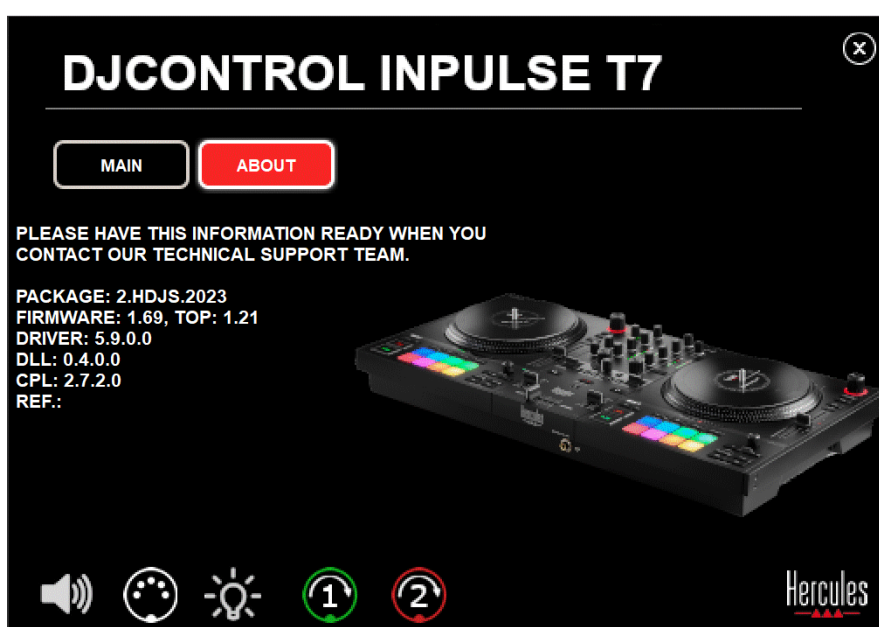 DJCONTROL INPULSE T7
MAIN
ABOUT
PLEASE HAVE THIS INFORMATION READY WHEN YOU
CONTACT OUR TECHNICAL SUPPORT TEAM.
PACKAGE: 2.HDJS.2023
FIRMWARE: 1.69, TOP: 1.21
DRIVER: 5.9.0.0
DLL: 0.4.0.0
CPL: 2.7.2.0
REF.:
1
2
Hercules